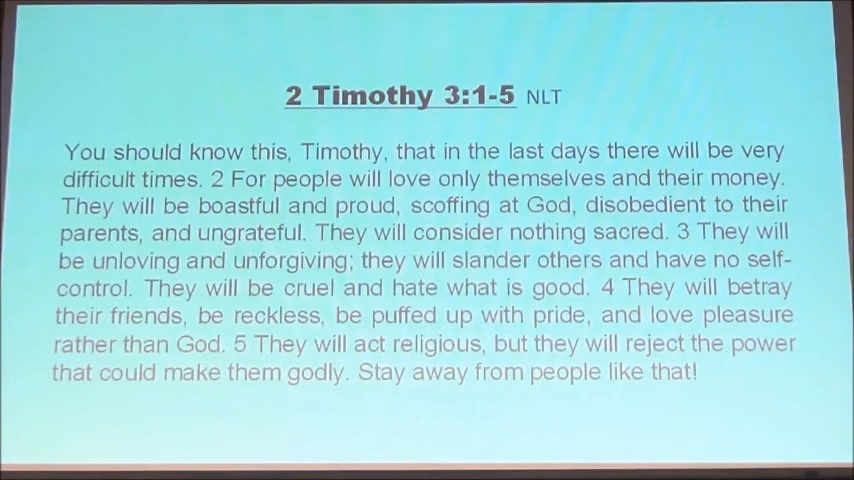 2 Timothy 3:1-5 NLT
You should know this, Timothy, that in the last days there will be very
difficult times. 2 For people will love only themselves and their money.
They will be boastful and proud, scoffing at God, disobedient to their
parents, and ungrateful. They will consider nothing sacred. 3 They will
be unloving and unforgiving; they will slander others and have no self-
control. They will be cruel and hate what is good. 4 They will betray
their friends, be reckless, be puffed up with pride, and love pleasure
rather than God. 5 They will act religious, but they will reject the power
that could make them godly. Stay away from people like that!